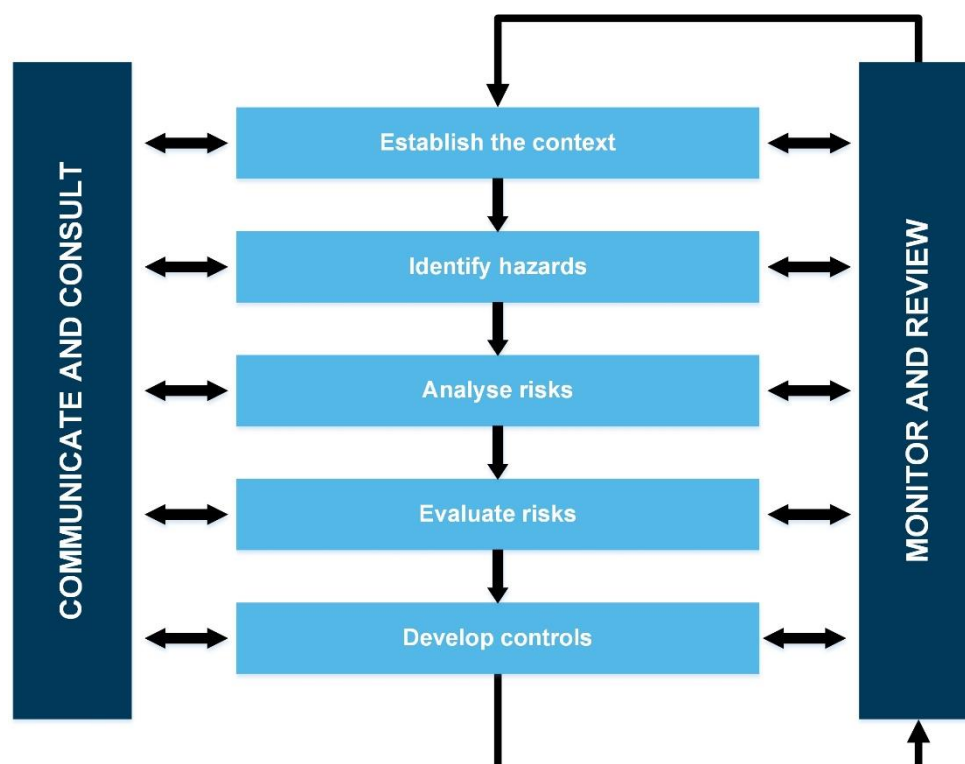 COMMUNICATE AND CONSULT
Establish the context
Identify hazards
Analyse risks
Evaluate risks
Develop controls
MONITOR AND REVIEW